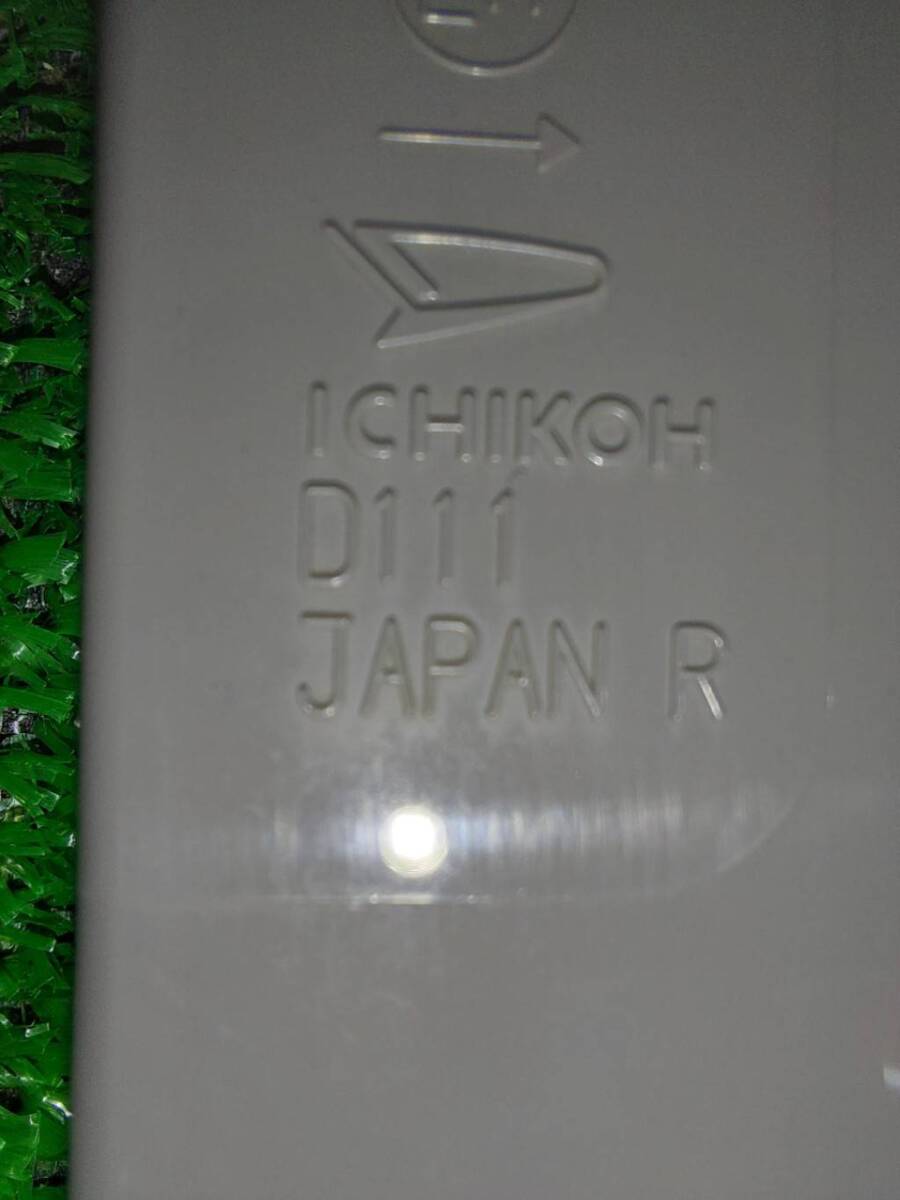 ICHIKOH
D111
JAPAN R